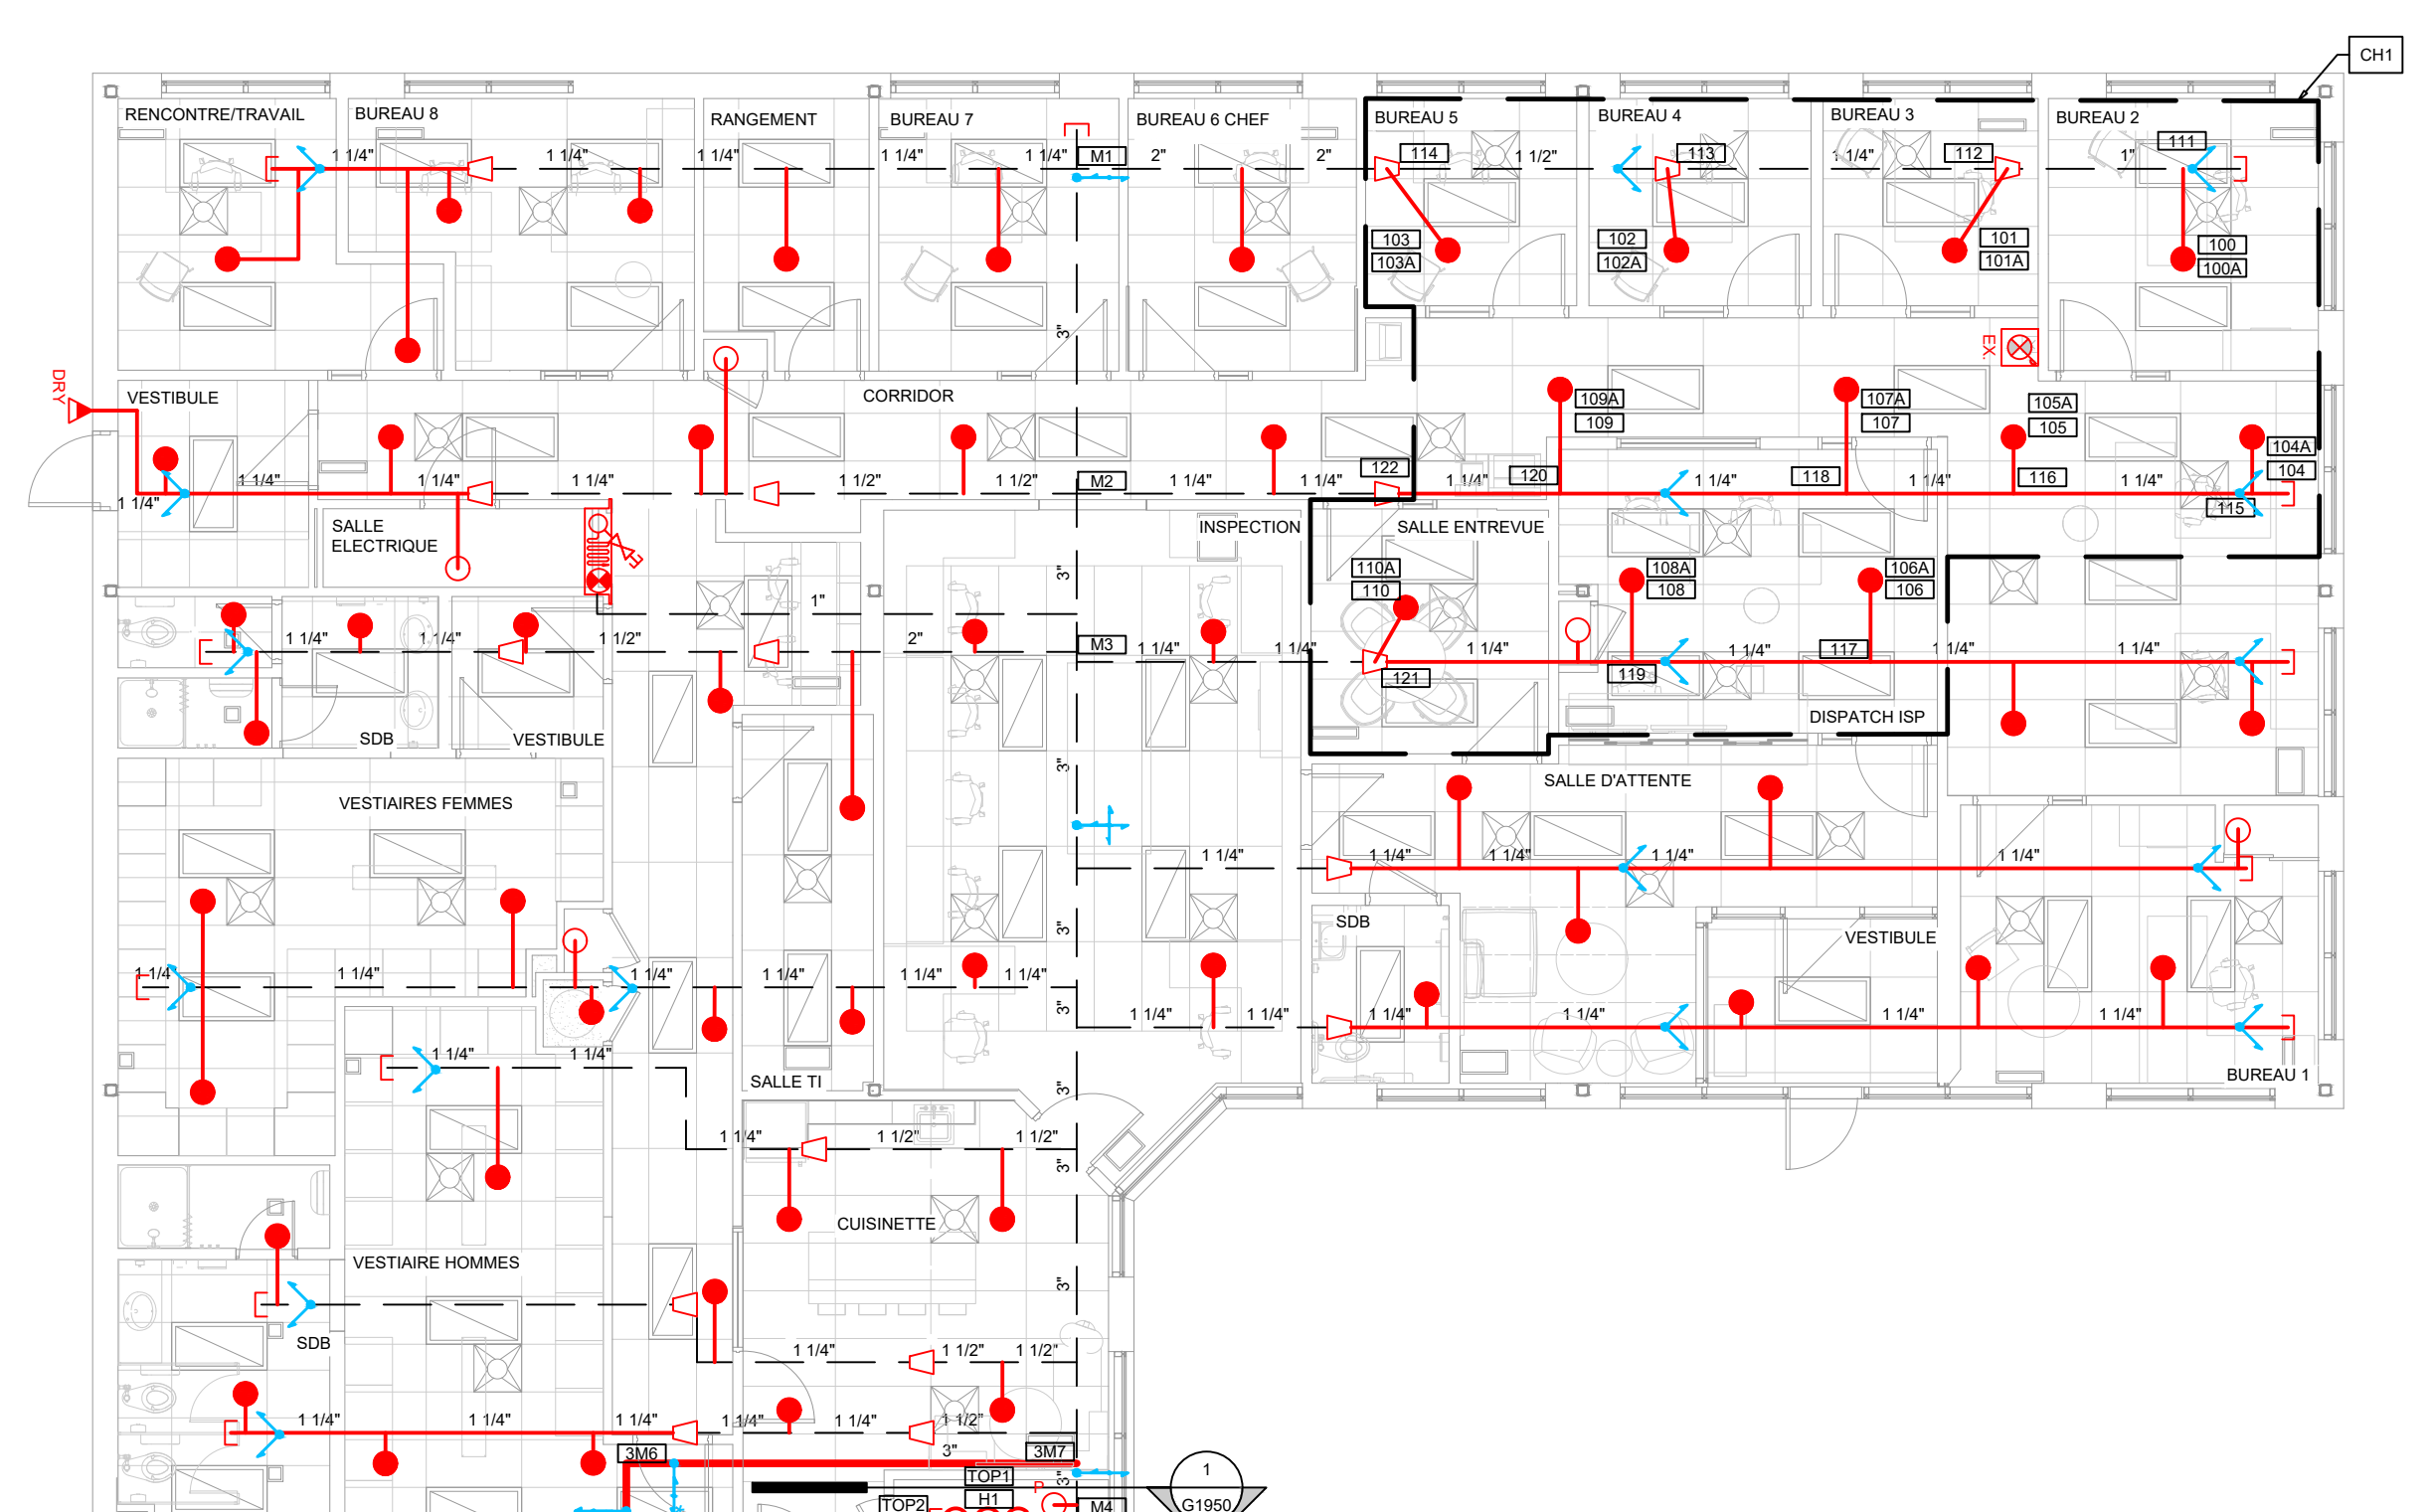 CH1
RENCONTRE/TRAVAIL
BUREAU 8
RANGEMENT
BUREAU 7
BUREAU 6 CHEF
BUREAU 5
BUREAU 4
BUREAU 3
BUREAU 2
1 1/4"
1 1/4"
1 1/4"
1 1/4"
1 1/4"
M1
2"
2"
114
1 1/2"
113
1 1/4"
112
1"
111
103
103A
102
102A
101
101A
100
100A
3"
EX.
DRY
VESTIBULE
CORRIDOR
109A
109
107A
107
105A
105
104A
104
1 1/4"
1 1/4"
1 1/4"
1 1/4"
1 1/2"
1 1/2"
M2
1 1/4"
1 1/4"
122
1 1/4"
120
1 1/4"
118
1 1/4"
116
1 1/4"
115
SALLE
ELECTRIQUE
E
INSPECTION
SALLE ENTREVUE
3"
110A
110
108A
108
106A
106
1"
1 1/4"
1 1/4"
1 1/2"
2"
M3
1 1/4"
1 1/4"
1 1/4"
1 1/4"
117
1 1/4"
1 1/4"
121
119
SDB
VESTIBULE
DISPATCH ISP
3"
SALLE D'ATTENTE
VESTIAIRES FEMMES
1 1/4"
1 1/4"
1 1/4"
1 1/4"
1 1/4"
SDB
VESTIBULE
3"
1 1/4
1 1/4"
1 1/4"
1 1/4"
1 1/4"
1 1/4"
3"
1 1/4"
1 1/4"
1 1/4"
1 1/4"
1 1/4"
1 1/4"
1 1/4"
1 1/4"
SALLE TI
BUREAU 1
3"
1 1/4"
1 1/2"
1 1/2"
3"
CUISINETTE
VESTIAIRE HOMMES
3"
SDB
1 1/4"
1 1/2"
1 1/2"
1 1/4"
1 1/4"
1 1/4"
1 1/4"
1 1/4"
1 1/2"
3M6
3"
3M7
TOP1
3"
P
1
TOP2
H1
M4
G1950